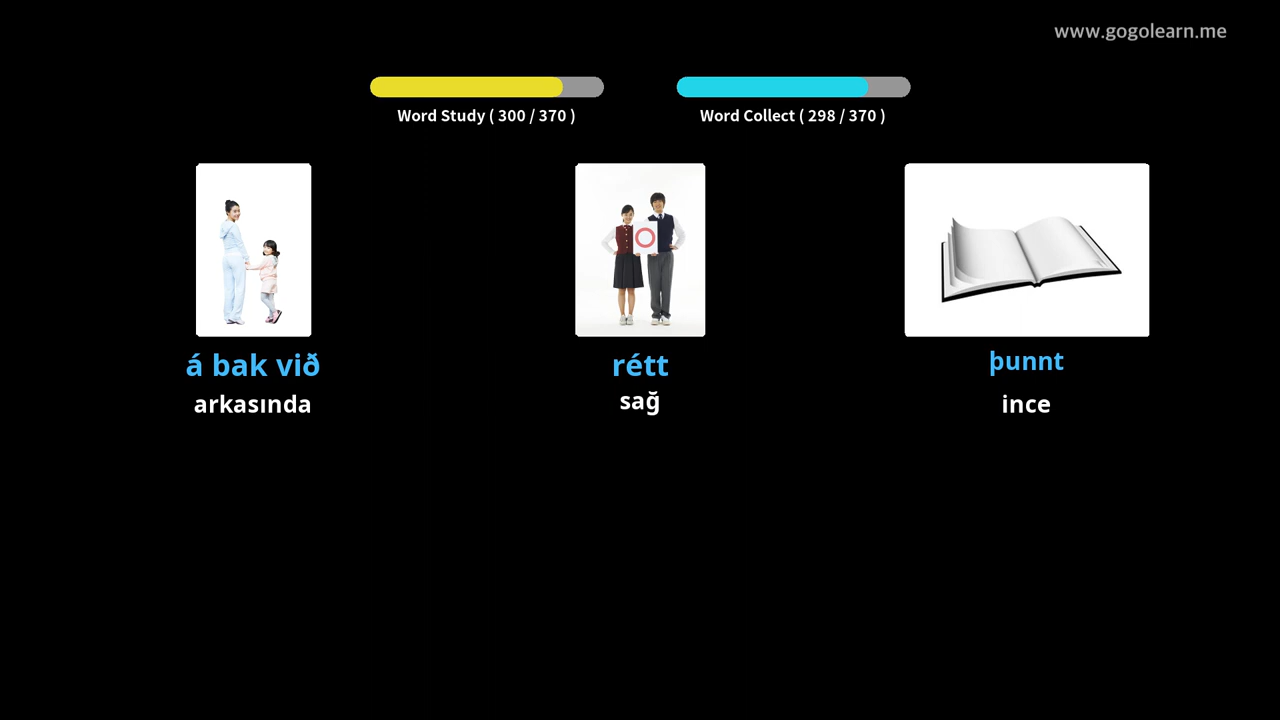 www.gogolearn.me
Word Study ( 300 / 370 )
Word Collect ( 298 / 370 )
á bak við
rétt
þunnt
arkasında
sağ
ince